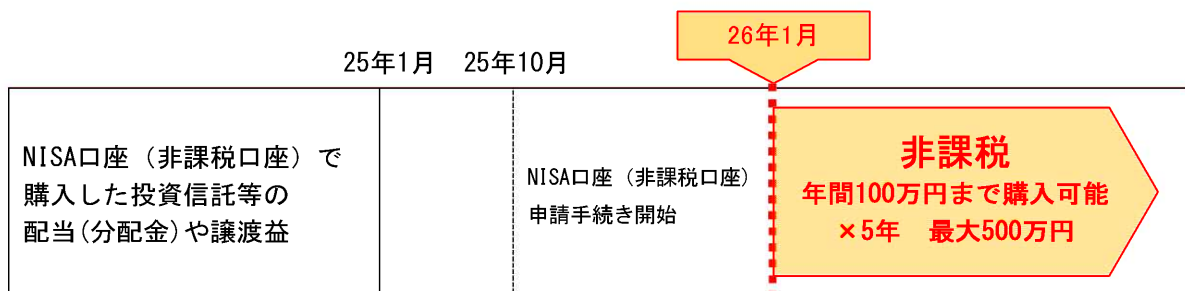 26年1月
25年1月 25年10月
NISA口座（非課税口座）で
購入した投資信託等の
配当(分配金)や譲渡益
NISA口座（非課税口座）
申請手続き開始
非課税
年間100万円まで購入可能
×5年　最大500万円